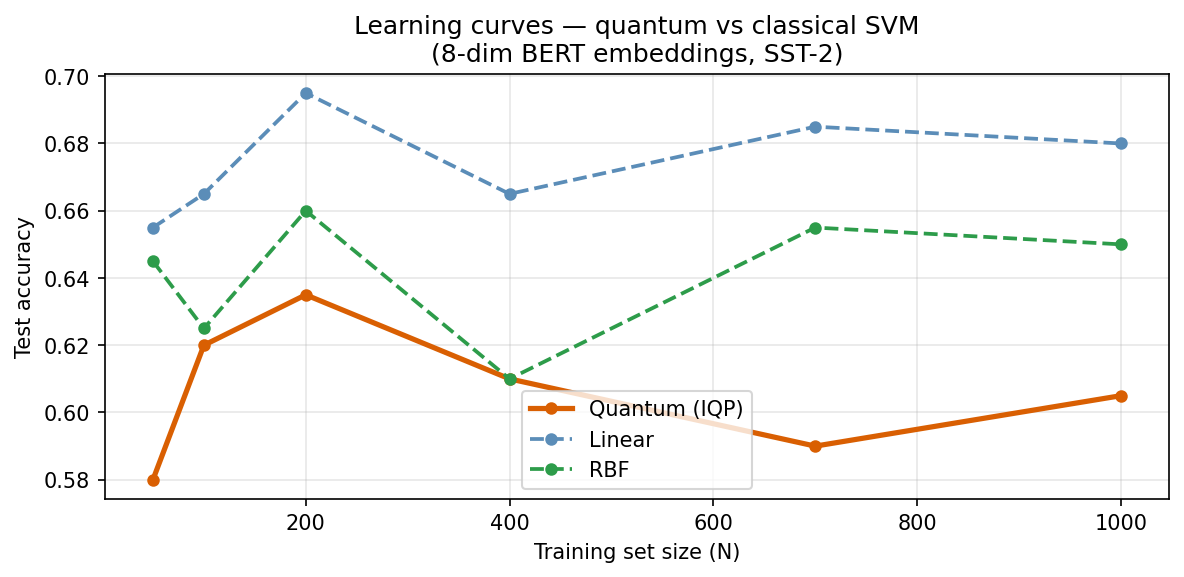 Learning curves — quantum vs classical SVM
(8-dim BERT embeddings, SST-2)
Test accuracy
0.70
0.68
0.66
0.64
0.62
0.60
0.58
Quantum (IQP)
Linear
RBF
200
400
600
800
1000
Training set size (N)